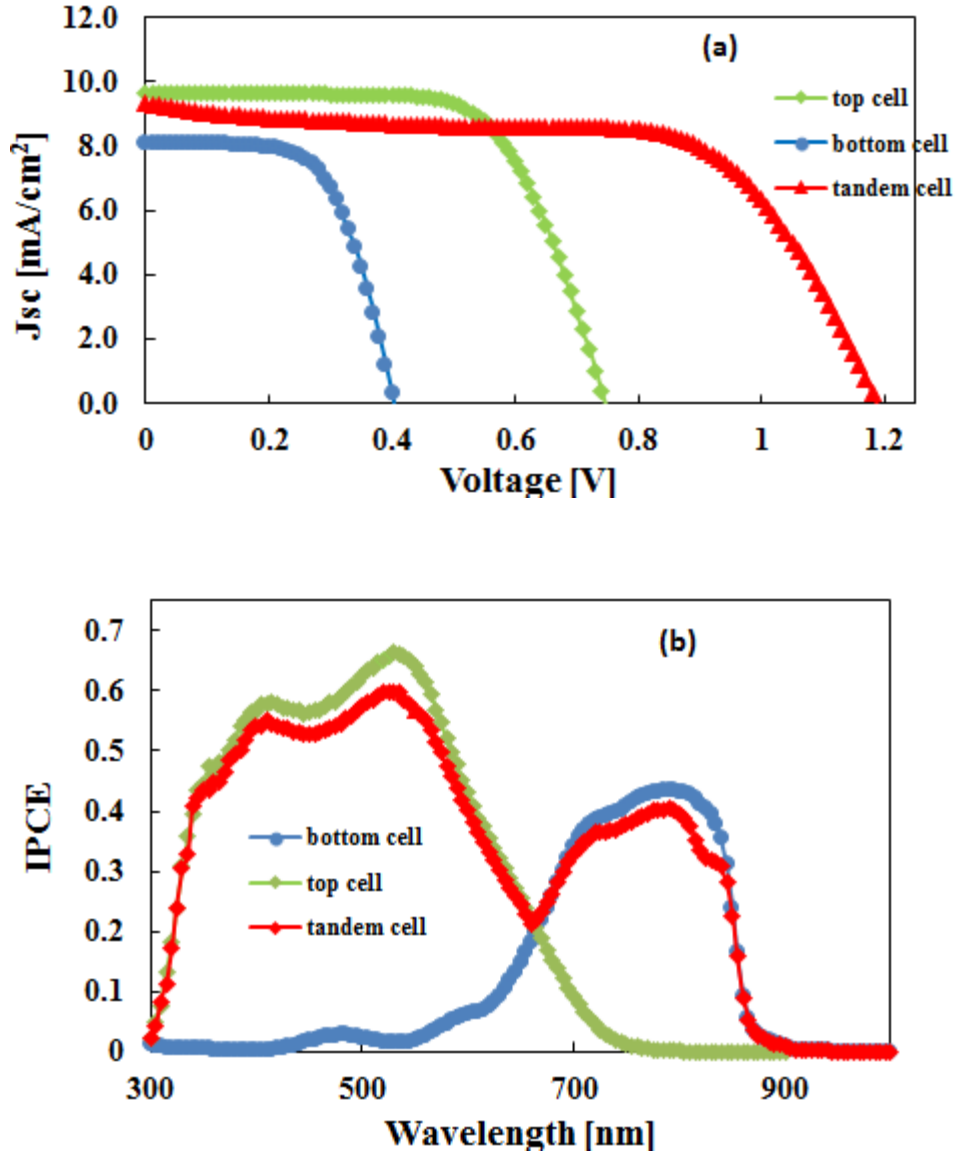 12.0
(a)
10.0
top cell
8.0
bottom cell
tandem cell
6.0
4.0
2.0
0.0
Jsc [mA/cm²]
0 0.2 0.4 0.6 0.8 1 1.2
Voltage [V]
0.7
(b)
0.6
0.5
0.4
bottom cell
0.3
top cell
tandem cell
0.2
0.1
0
IPCE
300 500 700 900
Wavelength [nm]